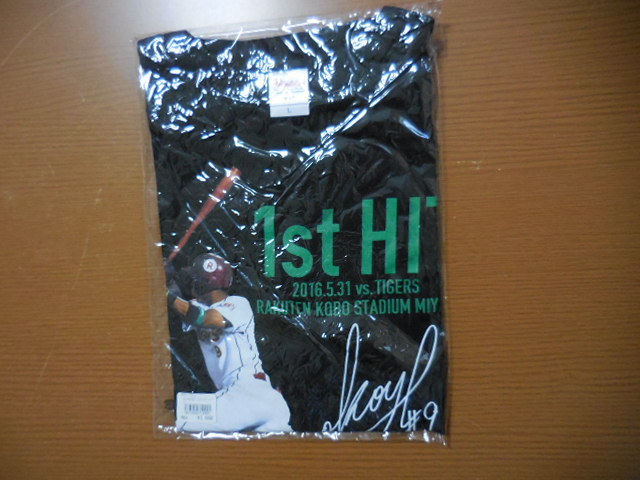 L
1st HIT
2016.5.31 vs. TIGERS
RAKUTEN KOBO STADIUM MIY
#9